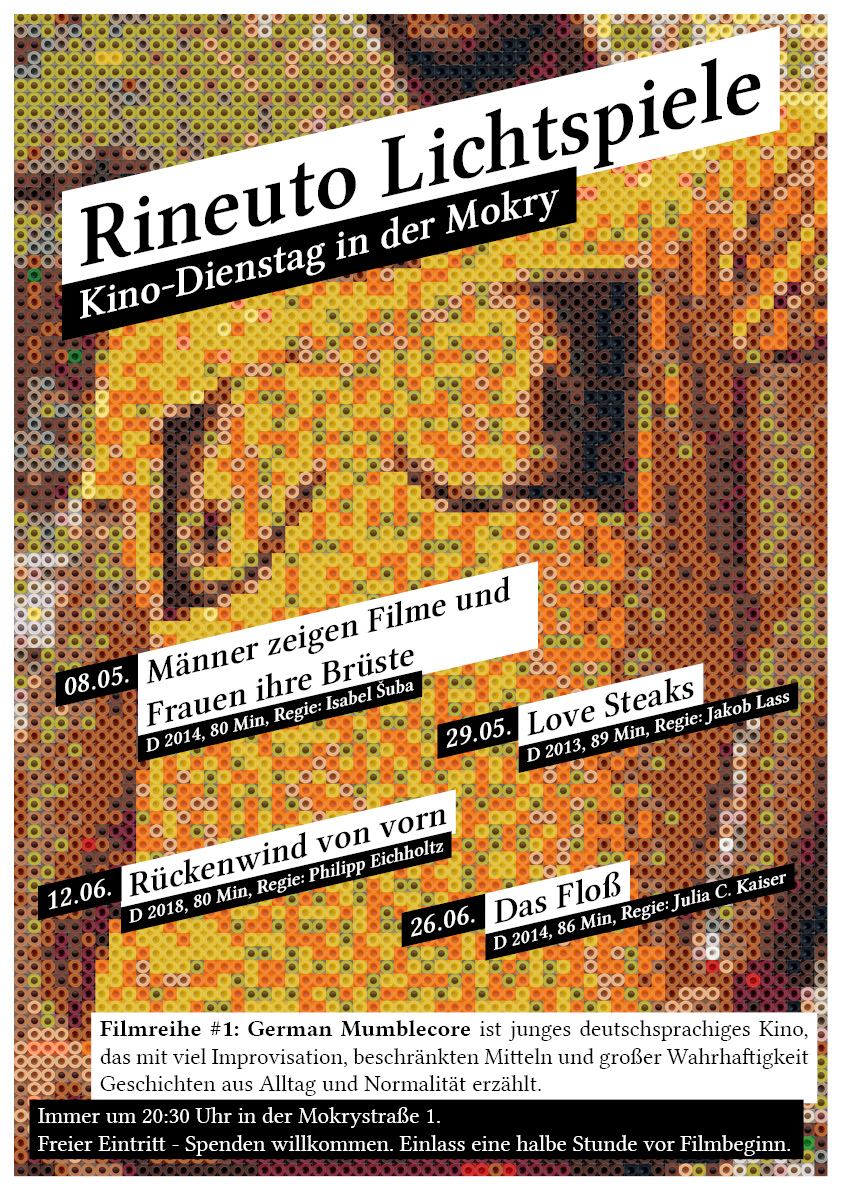 Rineuto Lichtspiele
Kino-Dienstag in der Mokry
08.05.
Männer zeigen Filme und
Frauen ihre Brüste
D 2014, 80 Min, Regie: Isabel Šuba
29.05.
Love Steaks
D 2013, 89 Min, Regie: Jakob Lass
12.06.
Rückenwind von vorn
D 2018, 80 Min, Regie: Philipp Eichholtz
26.06.
Das Floß
D 2014, 86 Min, Regie: Julia C. Kaiser
Filmreihe #1: German Mumblecore ist junges deutschsprachiges Kino,
das mit viel Improvisation, beschränkten Mitteln und großer Wahrhaftigkeit
Geschichten aus Alltag und Normalität erzählt.
Immer um 20:30 Uhr in der Mokrystraße 1.
Freier Eintritt - Spenden willkommen. Einlass eine halbe Stunde vor Filmbeginn.